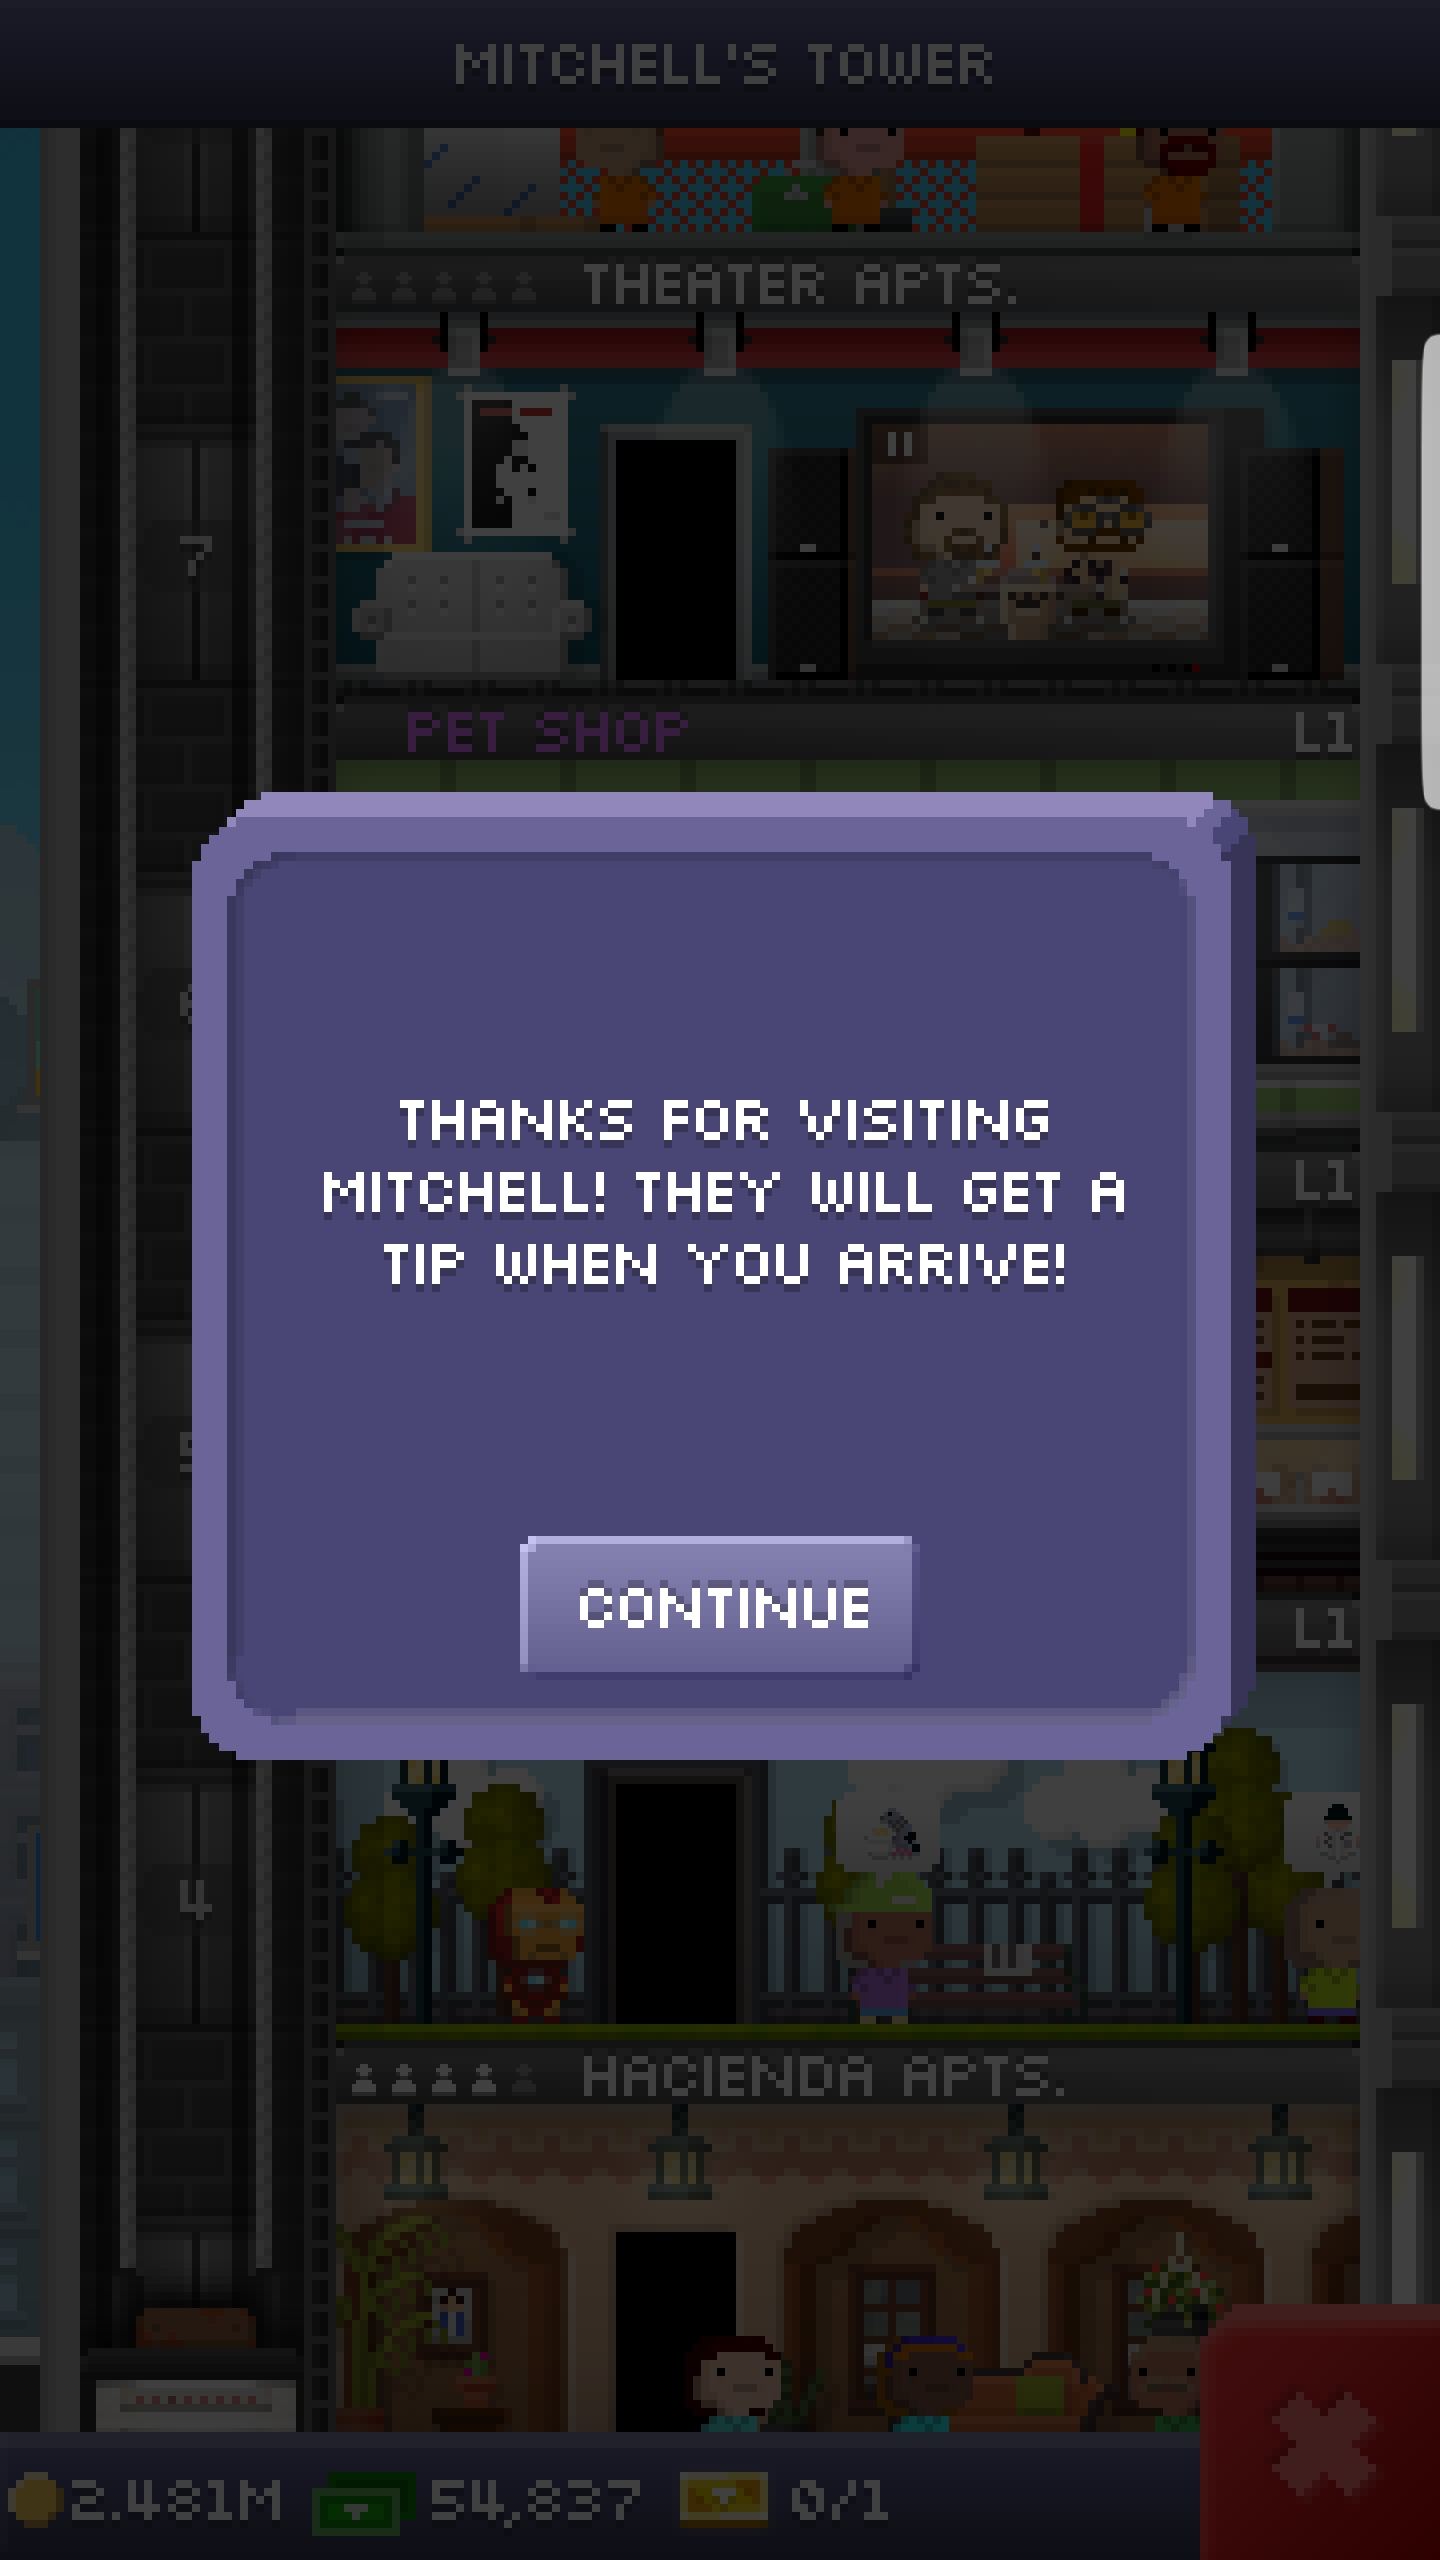 MITCHELL'S TOWER
THEATER APTS.
7
PET SHOP
L1
L1
THANKS FOR VISITING
MITCHELL! THEY WILL GET A
TIP WHEN YOU ARRIVE!
CONTINUE
L1
4
HACIENDA APTS.
2.481M
54,837
0/1